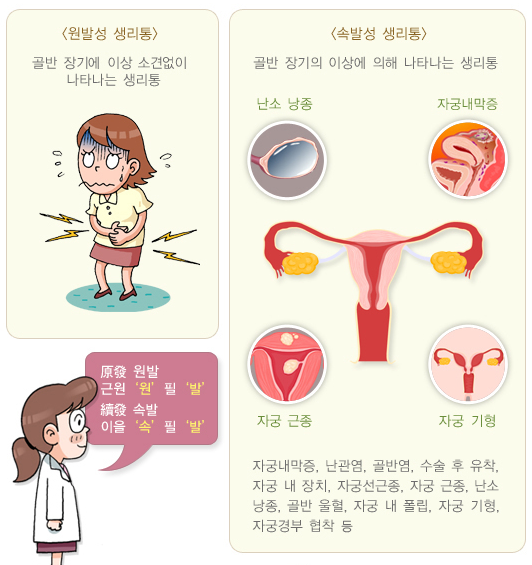 〈원발성 생리통〉
골반 장기에 이상 소견없이
나타나는 생리통
原發 원발
근원 ‘원’ 필 ‘발’
續發 속발
이을 ‘속’ 필 ‘발’
〈속발성 생리통〉
골반 장기의 이상에 의해 나타나는 생리통
난소 낭종
자궁내막증
자궁 근종
자궁 기형
자궁내막증, 난관염, 골반염, 수술 후 유착,
자궁 내 장치, 자궁선근종, 자궁 근종, 난소
낭종, 골반 울혈, 자궁 내 폴립, 자궁 기형,
자궁경부 협착 등